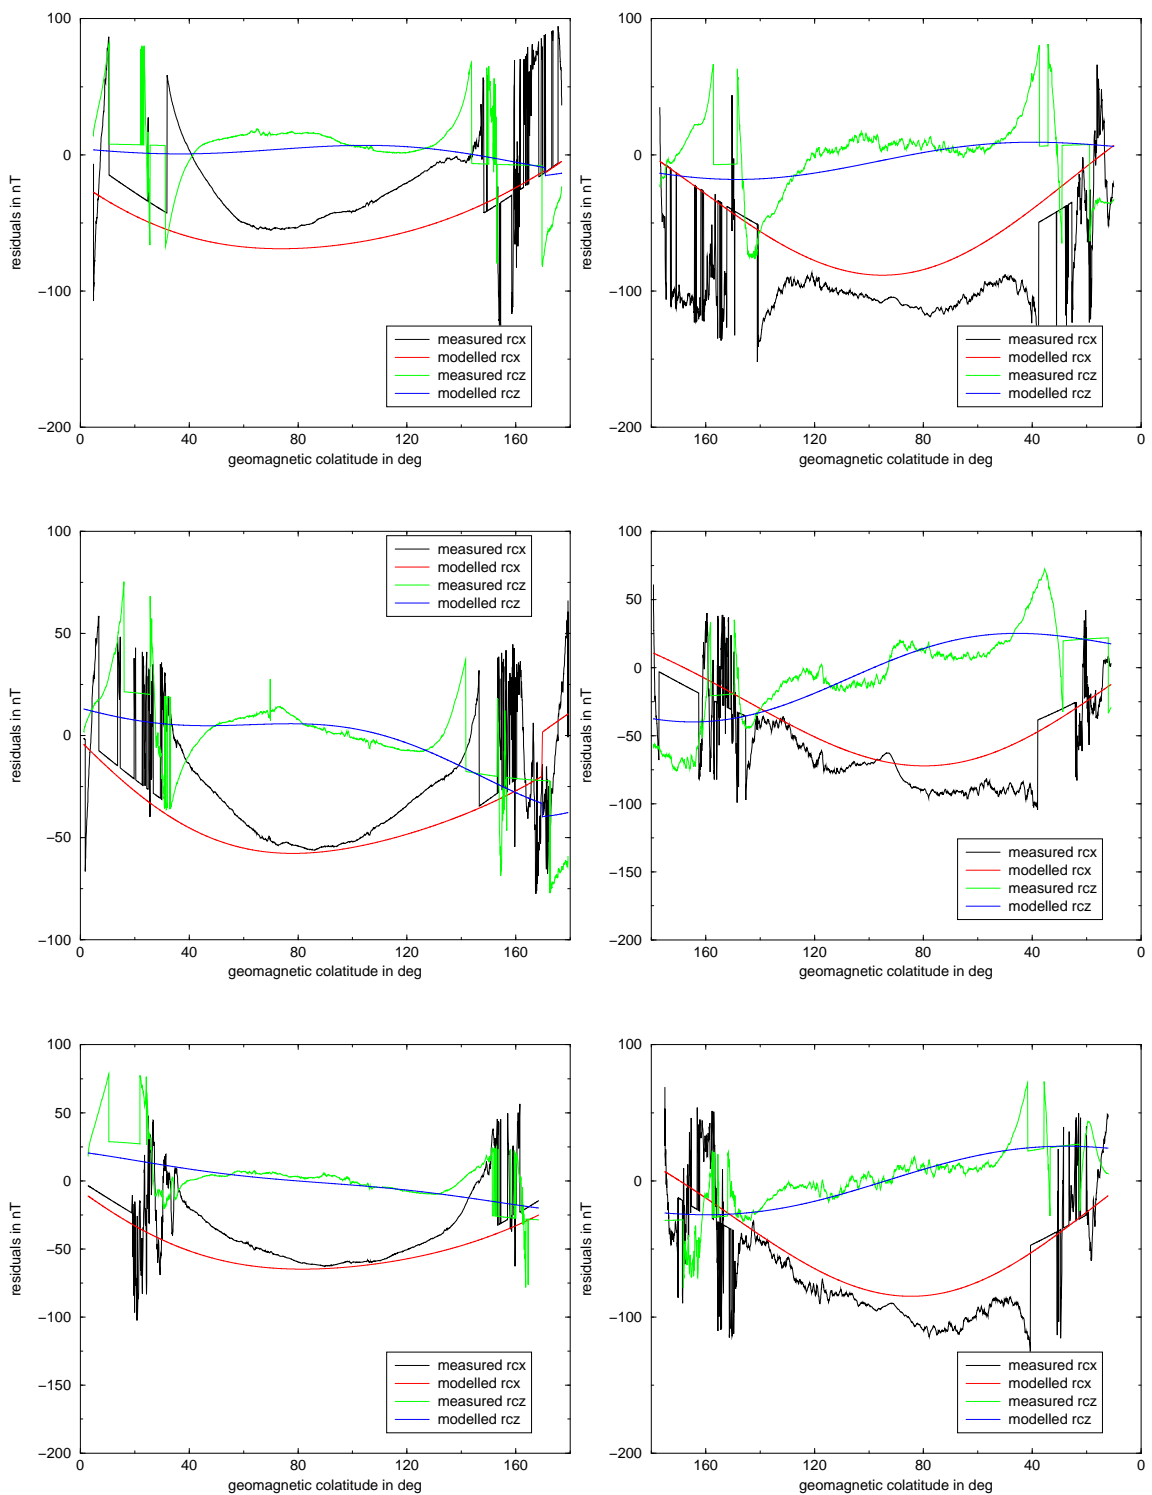 100
0
−100
−200
residuals in nT
0
40
80
120
160
geomagnetic colatitude in deg
measured rcx
modelled rcx
measured rcz
modelled rcz
100
0
−100
−200
residuals in nT
160
120
80
40
0
geomagnetic colatitude in deg
measured rcx
modelled rcx
measured rcz
modelled rcz
100
50
0
−50
−100
residuals in nT
0
40
80
120
160
geomagnetic colatitude in deg
measured rcx
modelled rcx
measured rcz
modelled rcz
100
50
0
−50
−100
−200
residuals in nT
160
120
80
40
0
geomagnetic colatitude in deg
measured rcx
modelled rcx
measured rcz
modelled rcz
100
50
0
−50
−100
−200
residuals in nT
0
40
80
120
160
geomagnetic colatitude in deg
measured rcx
modelled rcx
measured rcz
modelled rcz
100
50
0
−50
−100
−200
residuals in nT
160
120
80
40
0
geomagnetic colatitude in deg
measured rcx
modelled rcx
measured rcz
modelled rcz